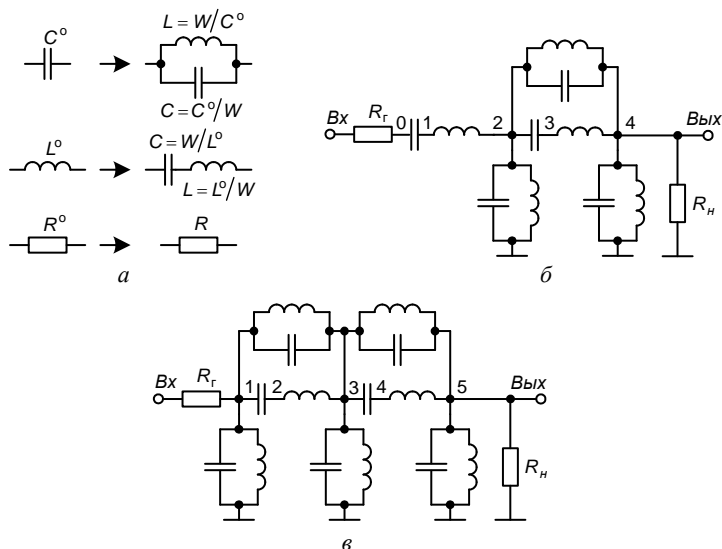 L = W/C°
C°
C = C°/W
C = W/L°
L°
L = L°/W
R° R
а
Вх Rг 0 1 2 3 4 Вых
Rн
б
Вх Rг 1 2 3 4 5 Вых
Rн
в